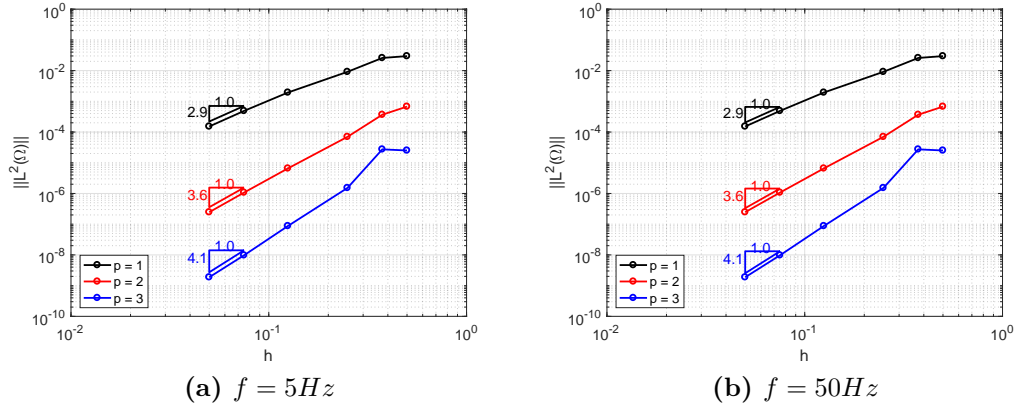 10^0
10^-2
10^-4
10^-6
10^-8
10^-10
||L^2(Ω)||
1.0
2.9
1.0
3.6
1.0
4.1
p = 1
p = 2
p = 3
10^-2
10^-1
10^0
h
(a) f = 5Hz
10^0
10^-2
10^-4
10^-6
10^-8
10^-10
||L^2(Ω)||
1.0
2.9
1.0
3.6
1.0
4.1
p = 1
p = 2
p = 3
10^-2
10^-1
10^0
h
(b) f = 50Hz